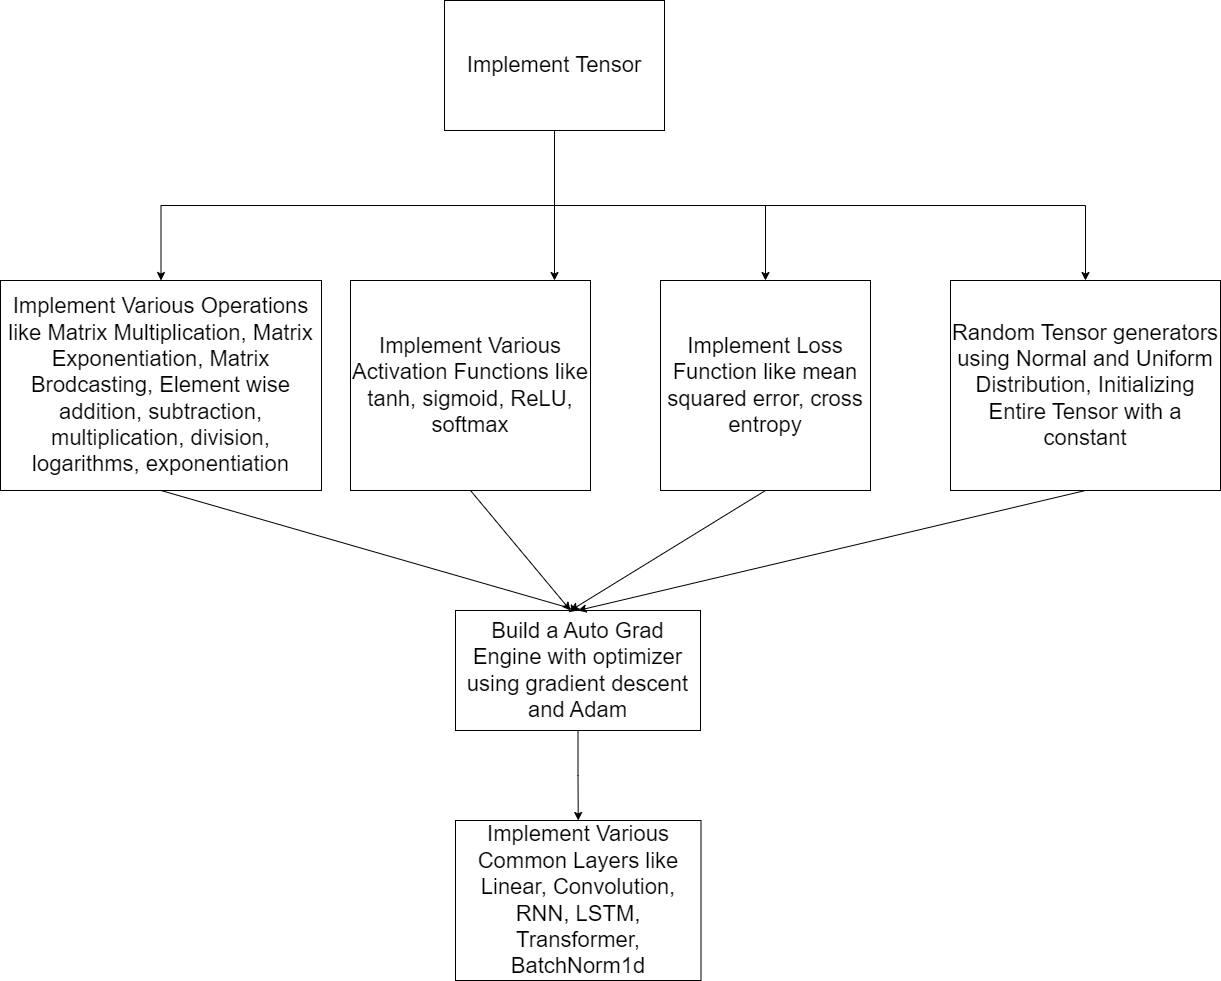 Implement Tensor
Implement Various Operations
like Matrix Multiplication, Matrix
Exponentiation, Matrix
Brodcasting, Element wise
addition, subtraction,
multiplication, division,
logarithms, exponentiation
Implement Various
Activation Functions like
tanh, sigmoid, ReLU,
softmax
Implement Loss
Function like mean
squared error, cross
entropy
Random Tensor generators
using Normal and Uniform
Distribution, Initializing
Entire Tensor with a
constant
Build a Auto Grad
Engine with optimizer
using gradient descent
and Adam
Implement Various
Common Layers like
Linear, Convolution,
RNN, LSTM,
Transformer,
BatchNorm1d